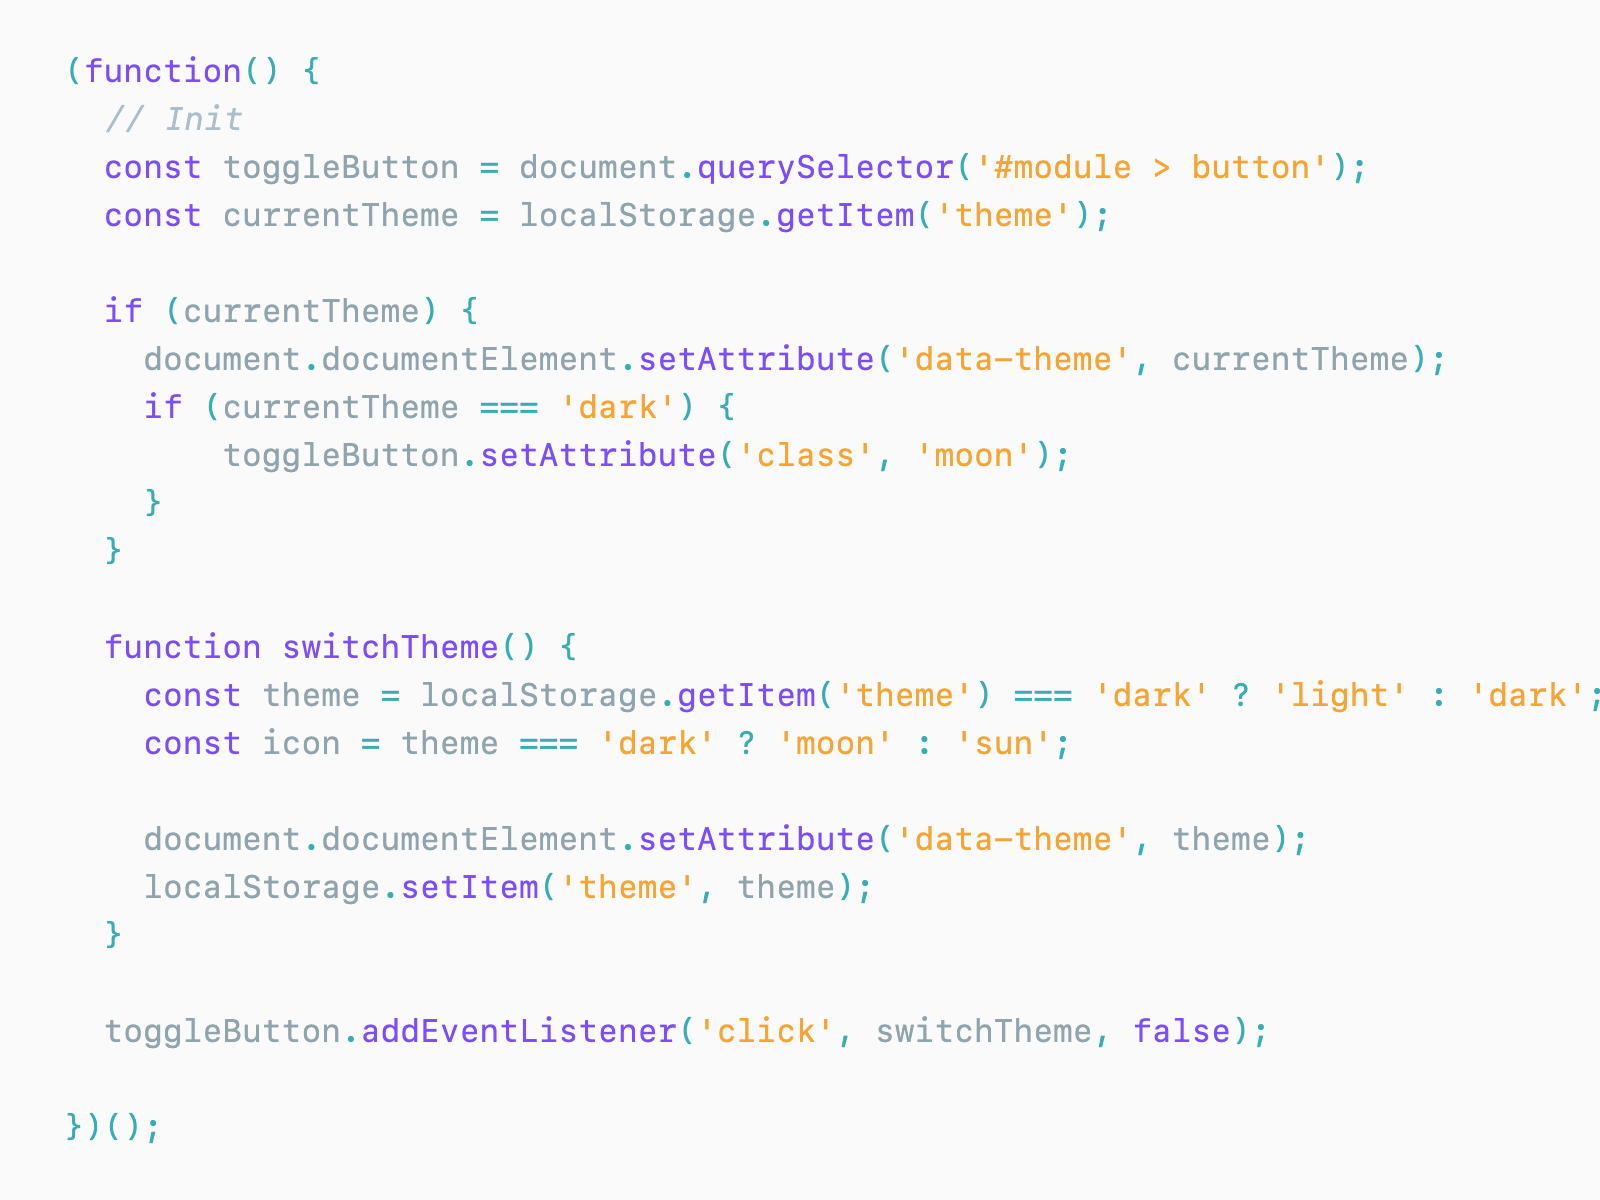 (function() {
  // Init
  const toggleButton = document.querySelector('#module > button');
  const currentTheme = localStorage.getItem('theme');

  if (currentTheme) {
    document.documentElement.setAttribute('data-theme', currentTheme);
    if (currentTheme === 'dark') {
        toggleButton.setAttribute('class', 'moon');
    }
  }

  function switchTheme() {
    const theme = localStorage.getItem('theme') === 'dark' ? 'light' : 'dark';
    const icon = theme === 'dark' ? 'moon' : 'sun';

    document.documentElement.setAttribute('data-theme', theme);
    localStorage.setItem('theme', theme);
  }

  toggleButton.addEventListener('click', switchTheme, false);

})();